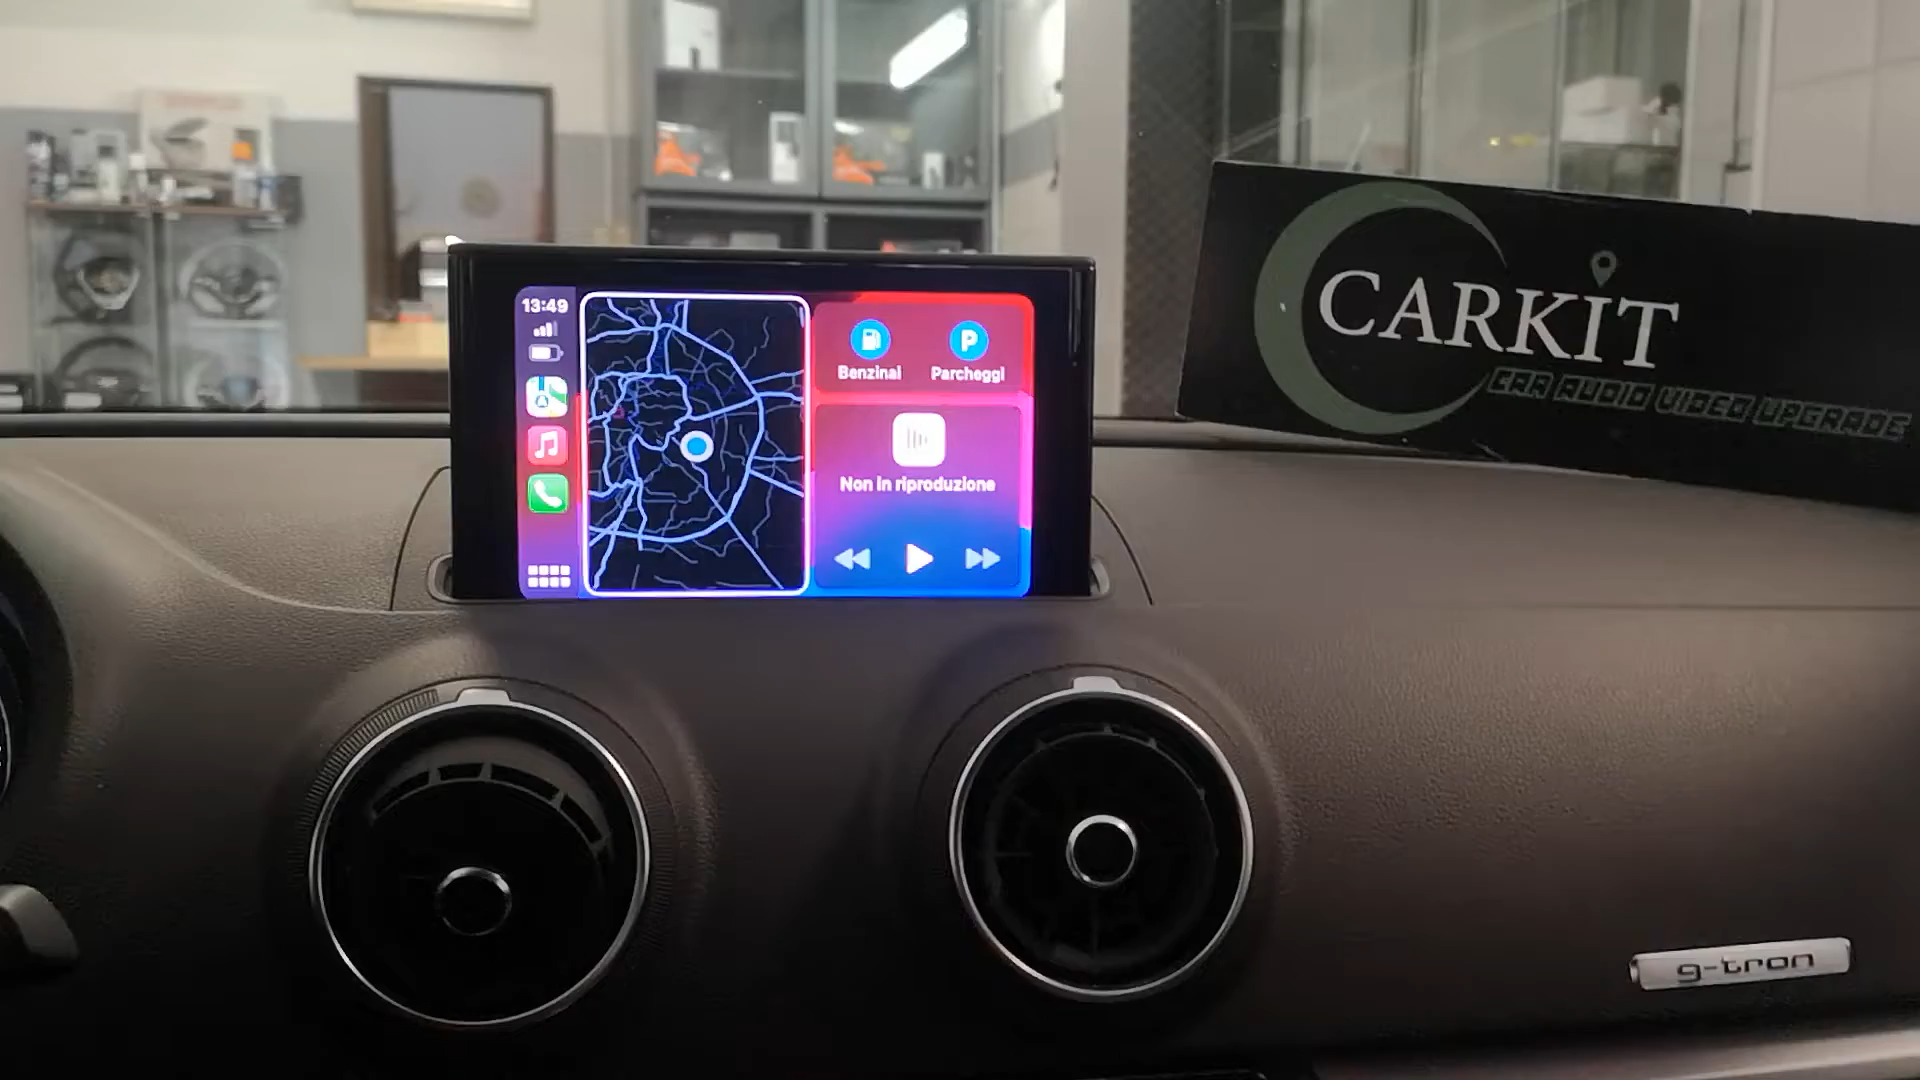 13:49
Benzinai
P
Parcheggi
Non in riproduzione
CARKIT
CAR AUDIO VIDEO UPGRADE
g-tron